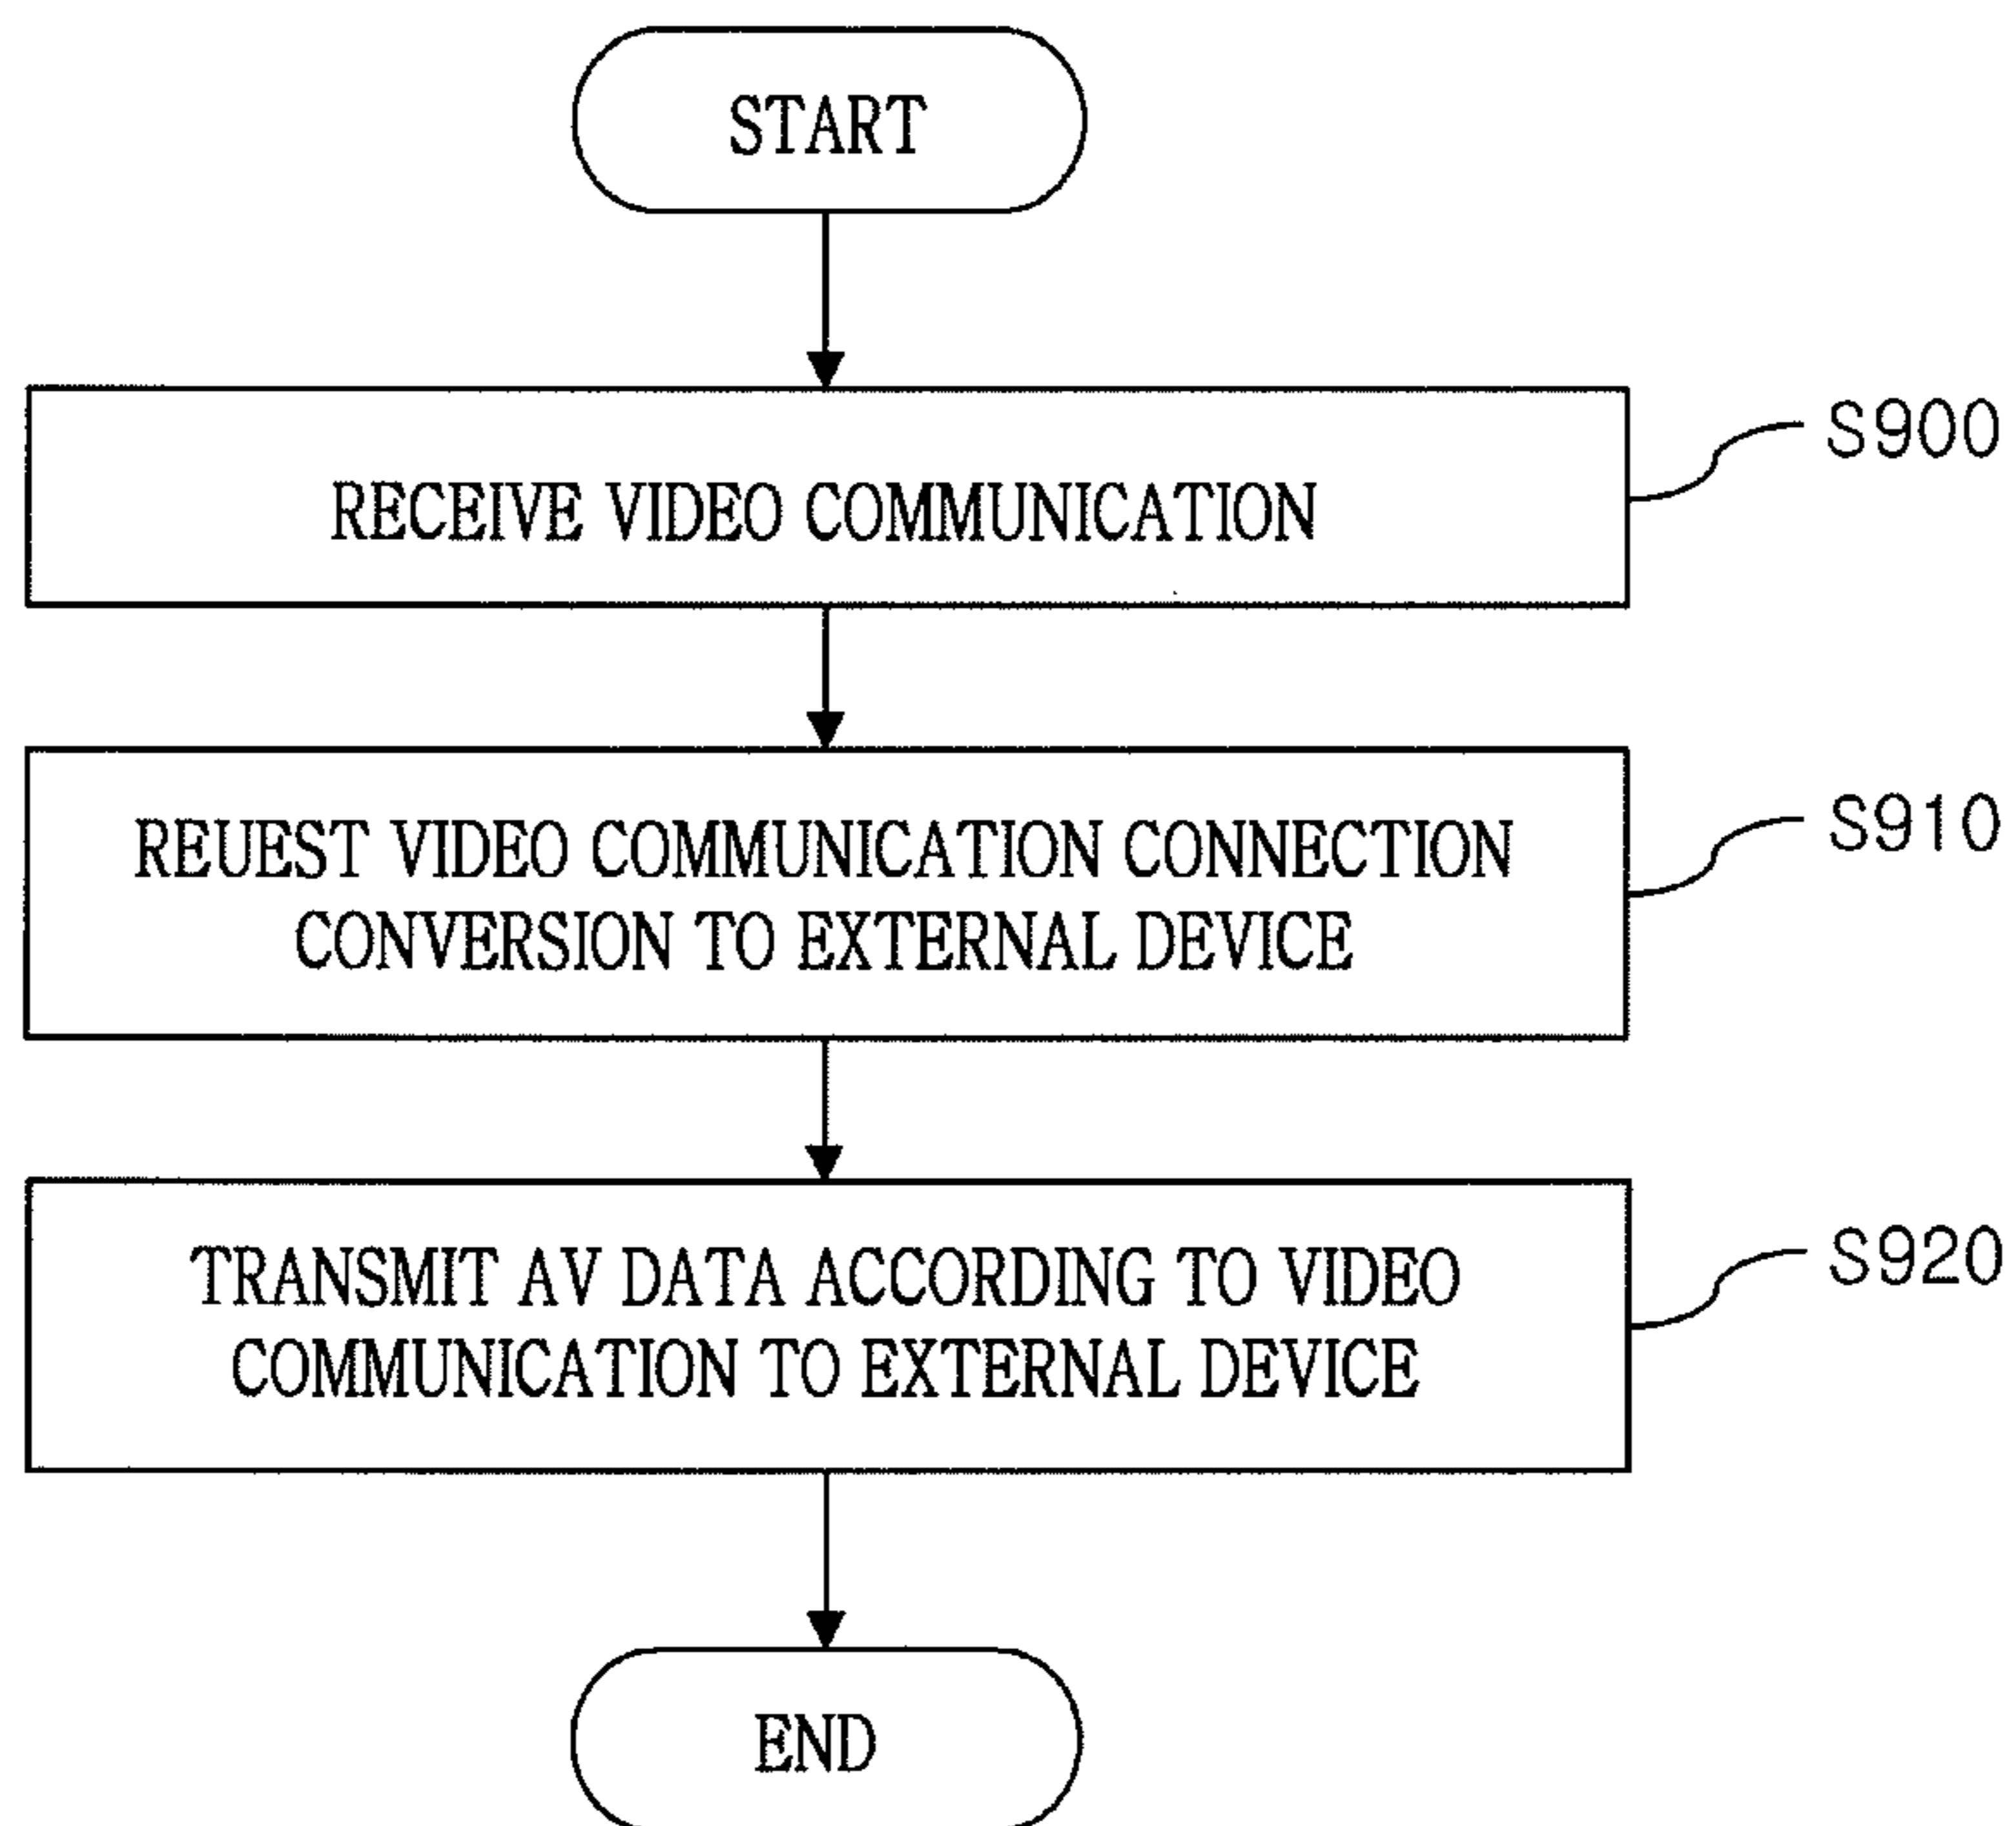 START
RECEIVE VIDEO COMMUNICATION
S900
REUEST VIDEO COMMUNICATION CONNECTION
CONVERSION TO EXTERNAL DEVICE
S910
TRANSMIT AV DATA ACCORDING TO VIDEO
COMMUNICATION TO EXTERNAL DEVICE
S920
END